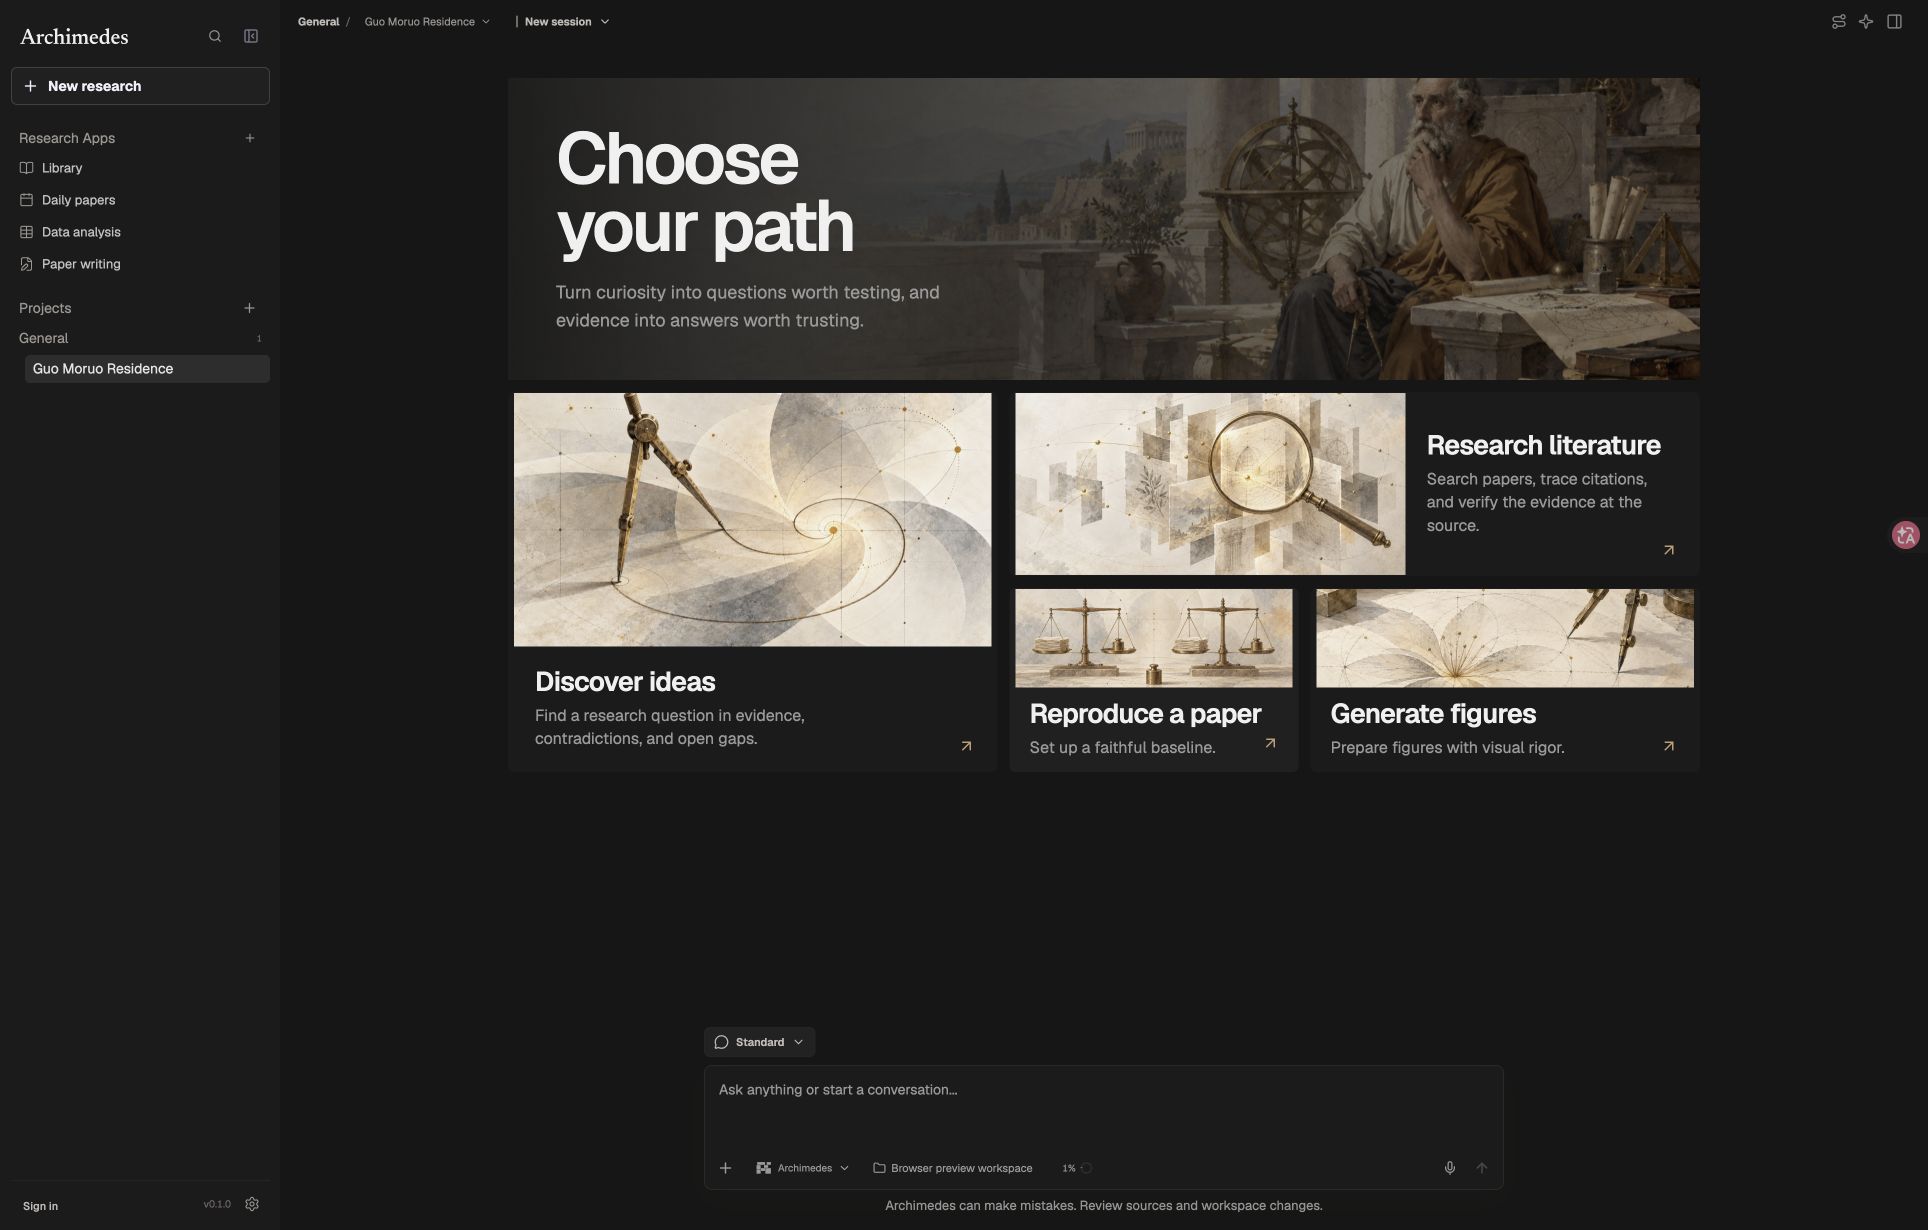 Archimedes
New research
Research Apps
Library
Daily papers
Data analysis
Paper writing
Projects
General 1
Guo Moruo Residence
Sign in v0.1.0
General / Guo Moruo Residence | New session
Choose
your path
Turn curiosity into questions worth testing, and
evidence into answers worth trusting.
Discover ideas
Find a research question in evidence,
contradictions, and open gaps.
Research literature
Search papers, trace citations,
and verify the evidence at the
source.
Reproduce a paper
Set up a faithful baseline.
Generate figures
Prepare figures with visual rigor.
Standard
Ask anything or start a conversation...
Archimedes Browser preview workspace 1%
Archimedes can make mistakes. Review sources and workspace changes.